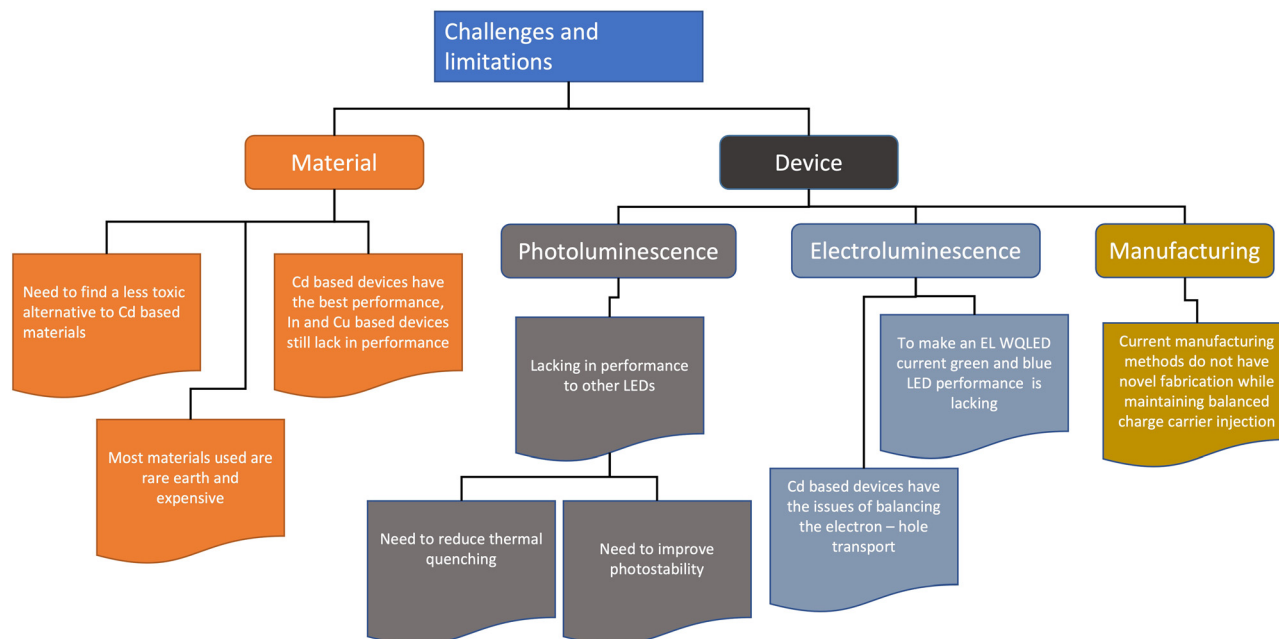 Challenges and
limitations
Material
Device
Photoluminescence
Electroluminescence
Manufacturing
Need to find a less toxic
alternative to Cd based
materials
Cd based devices have
the best performance,
In and Cu based devices
still lack in performance
Most materials used are
rare earth and
expensive
Lacking in performance
to other LEDs
Need to reduce thermal
quenching
Need to improve
photostability
To make an EL WQLED
current green and blue
LED performance  is
lacking
Cd based devices have
the issues of balancing
the electron – hole
transport
Current manufacturing
methods do not have
novel fabrication while
maintaining balanced
charge carrier injection